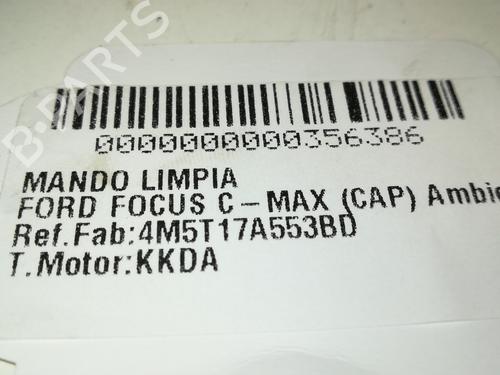 B-PARTS
0000000000356386
MANDO LIMPIA
FORD FOCUS C-MAX (CAP) Ambie
Ref.Fab:4M5T17A553BD
T.Motor:KKDA